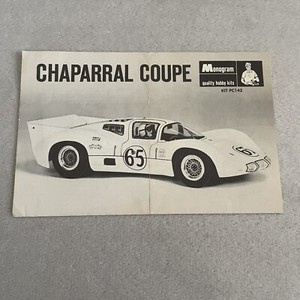 CHAPARRAL COUPE
Monogram
quality hobby kits
KIT PC142
65